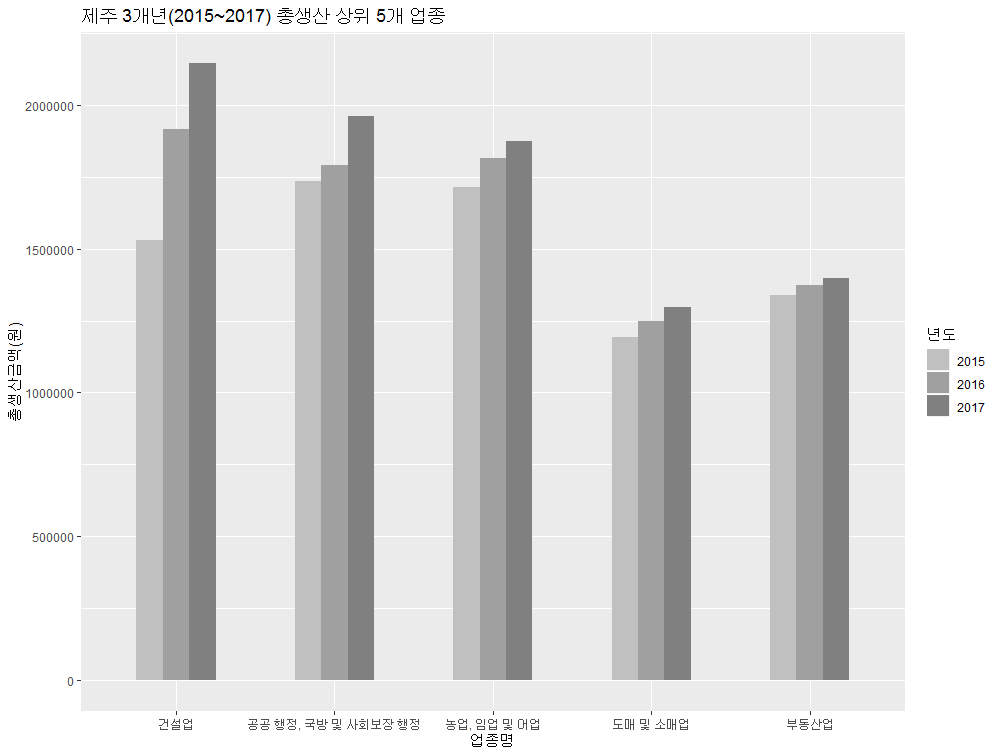 제주 3개년(2015~2017) 총생산 상위 5개 업종
총생산금액(원)
2000000
1500000
1000000
500000
0
건설업
공공 행정, 국방 및 사회보장 행정
농업, 임업 및 어업
도매 및 소매업
부동산업
업종명
년도
2015
2016
2017